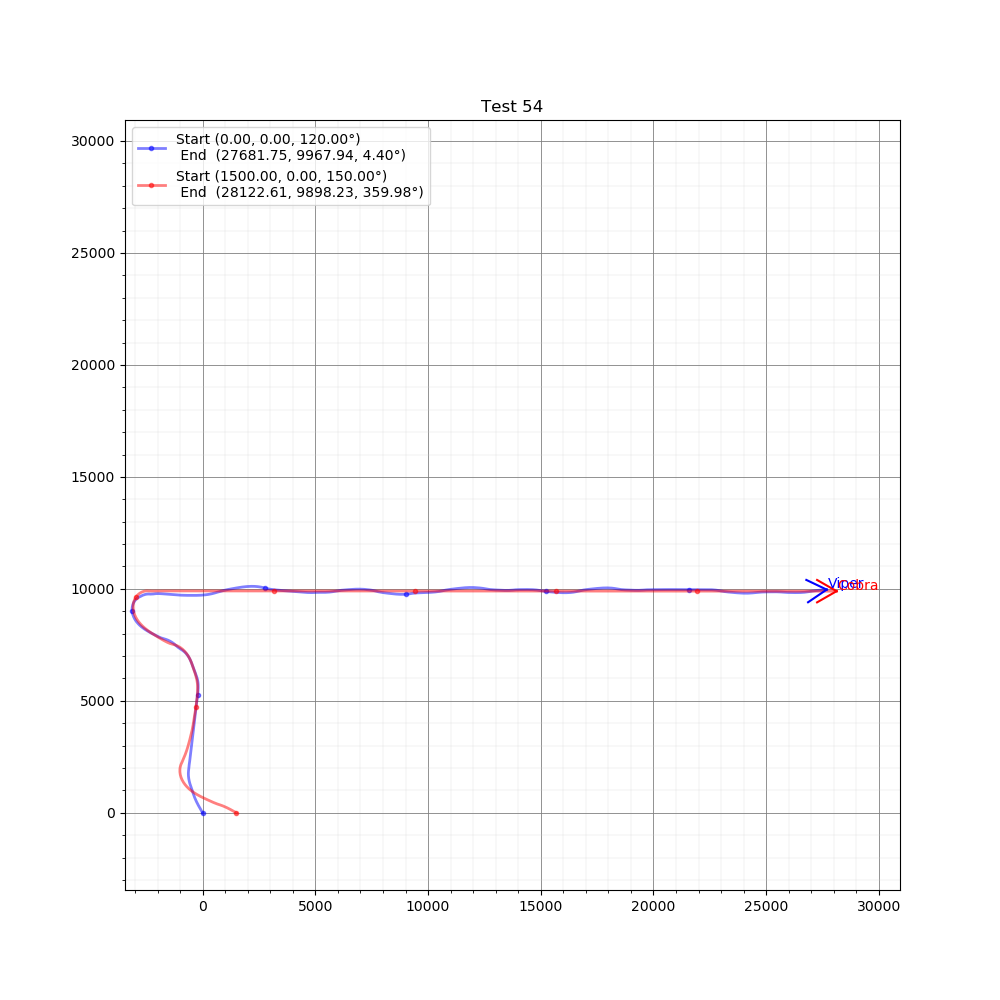 Test 54
Start (0.00, 0.00, 120.00°)
End (27681.75, 9967.94, 4.40°)
Start (1500.00, 0.00, 150.00°)
End (28122.61, 9898.23, 359.98°)
30000
25000
20000
15000
10000
5000
0
Viper
Cobra
0 5000 10000 15000 20000 25000 30000